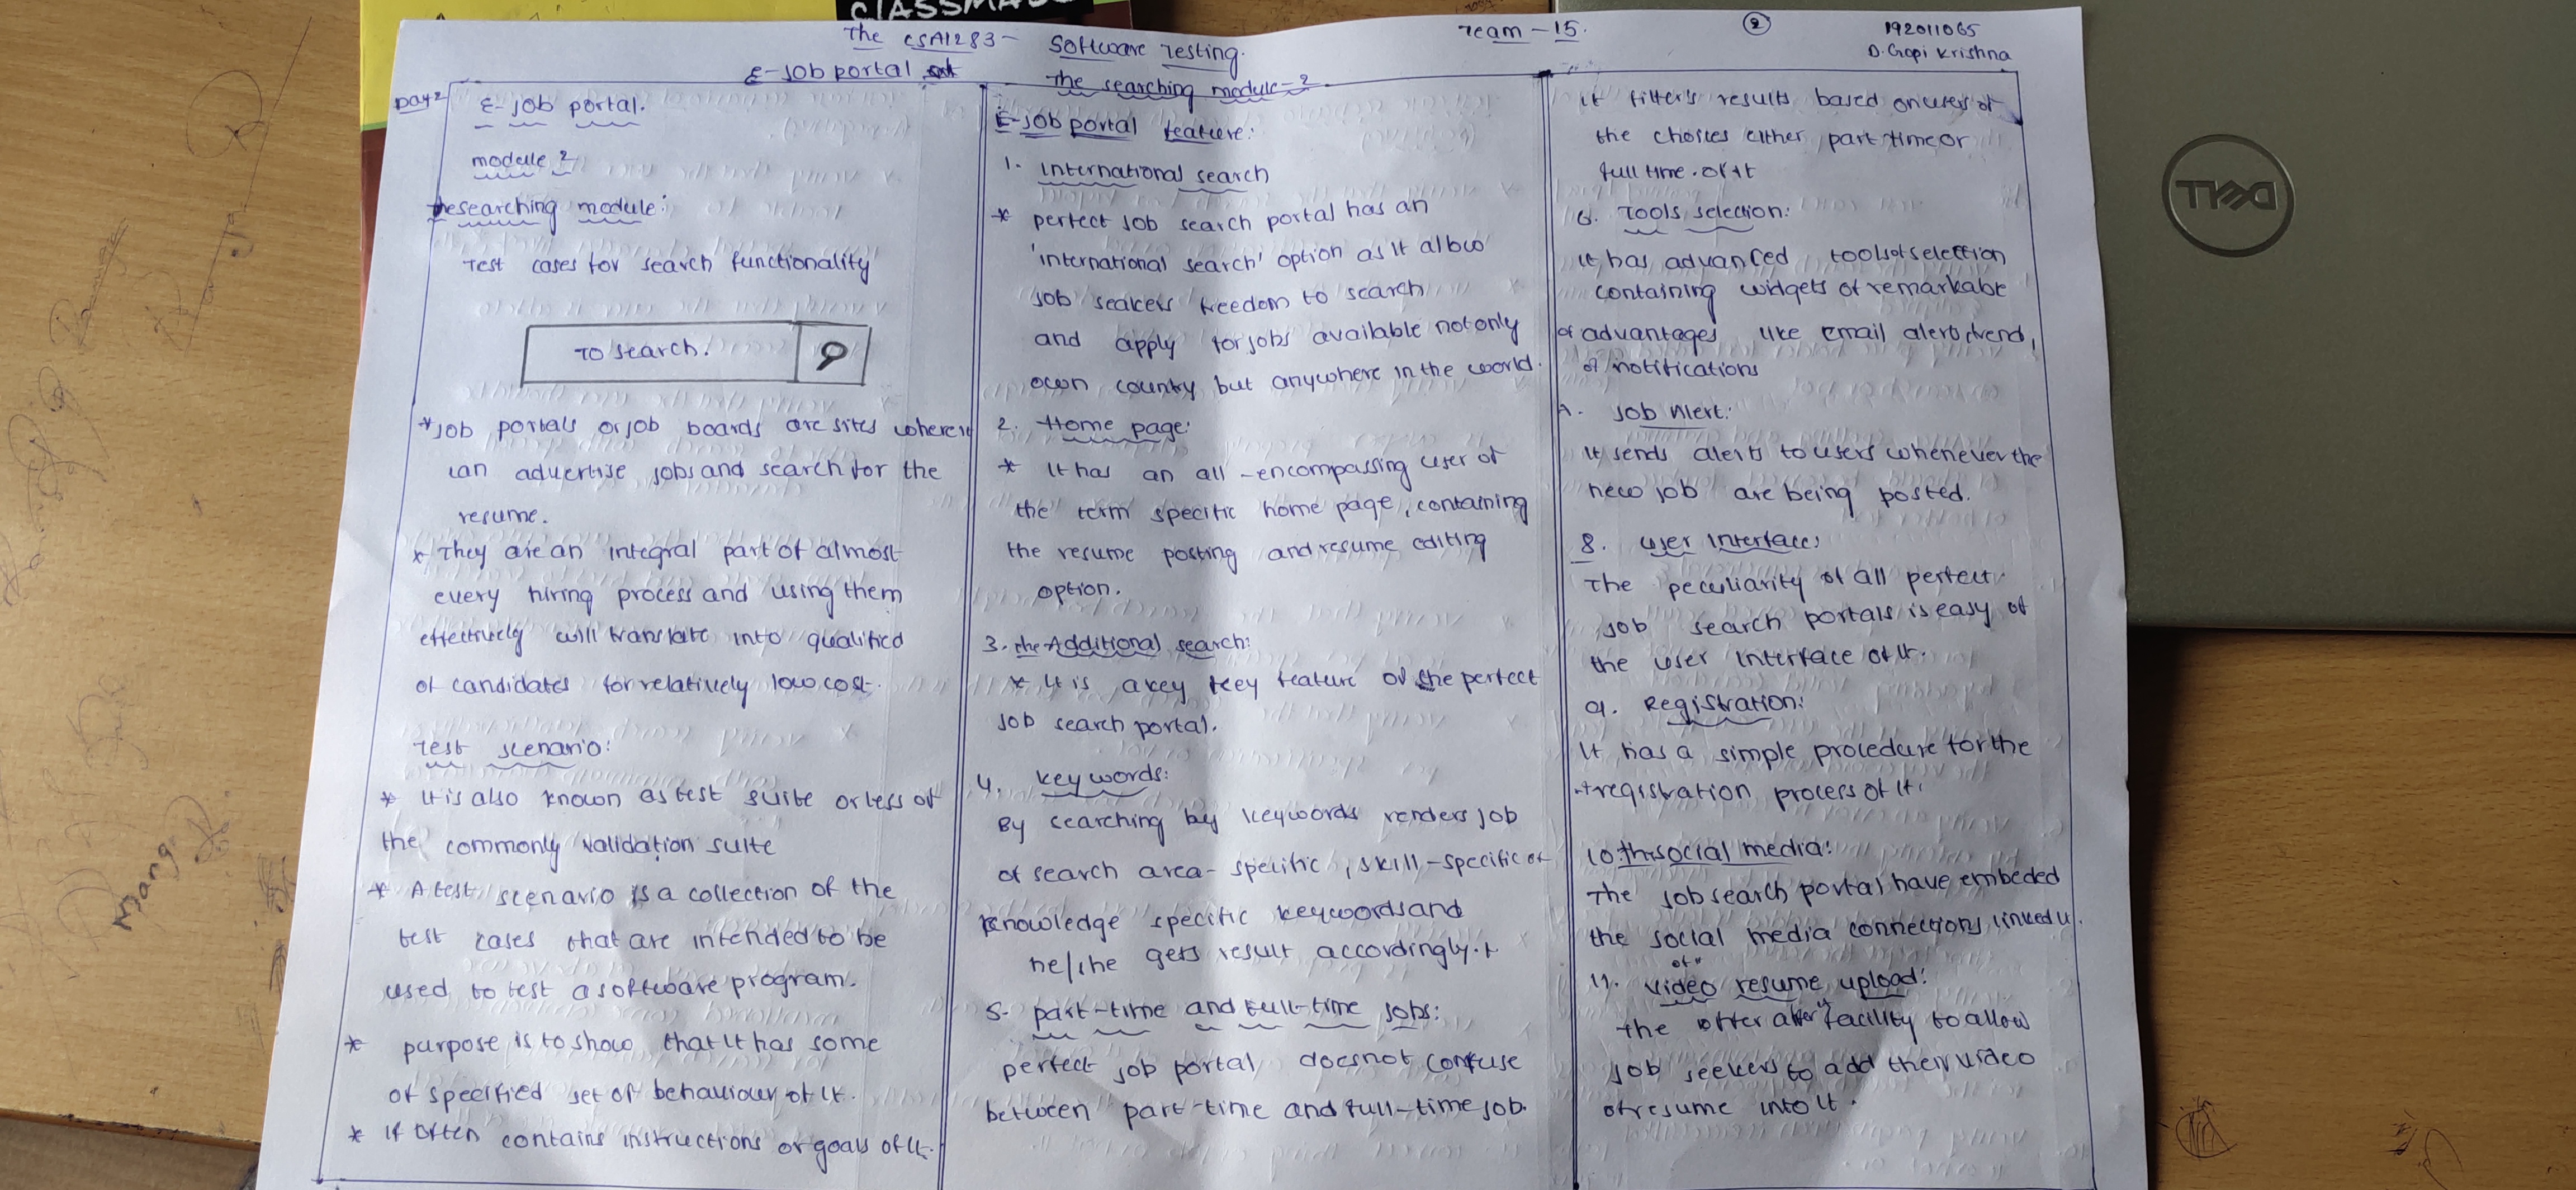 The CSA1283 - Software Testing.
Team - 15.
②
192011065
D. Gopi Krishna
E-Job portal
The searching module-2
Day2
E-job portal.
module 2
Researching module:
Test cases for search functionality
TO search.
* Job portals or job boards are sites where it
can advertise jobs and search for the
resume.
* They are an integral part of almost
every hiring process and using them
effectively will translate into qualified
of candidates for relatively low cost.
Test scenario:
* It is also known as test suite or tess of
the commonly validation suite
* A test scenario is a collection of the
test cases that are intended to be
used to test a software program.
* purpose is to show that it has some
of specified set of behaviour of it.
* If often contains instructions or goals of it.
E-job portal feature:
1. international search
* perfect job search portal has an
'international search' option as it allow
job seekers freedom to search
and apply for jobs available not only
own country but anywhere in the world.
2. Home page:
* It has an all-encompassing user of
the term specific home page, containing
the resume posting and resume editing
option.
3. the Additional search:
* It is a key key feature of the perfect
job search portal.
4. key words:
By searching by keywords renders job
of search area-specific, skill-specific of
knowledge specific keywords and
he/she gets result accordingly.t
5. part-time and full-time jobs:
perfect job portal doesnot confuse
between part-time and full-time job.
it filter's results based on users of
the choices either part time or
full time of it
6. Tools selection:
it has advanced tools of selection
containing widgets of remarkable
of advantages like email alerts, trend,
of notifications
7. Job Alert:
It sends alerts to users whenever the
new job are being posted.
8. user interface:
The peculiarity of all perfect
job search portals is easy of
the user interface of it.
9. Registration:
It has a simple procedure for the
registration process of it.
10. the social media:
The job search portal have embeded
the social media connections linked it.
11. video resume upload:
the offer after facility to allow
job seekers to add their video
of resume into it.
DELL